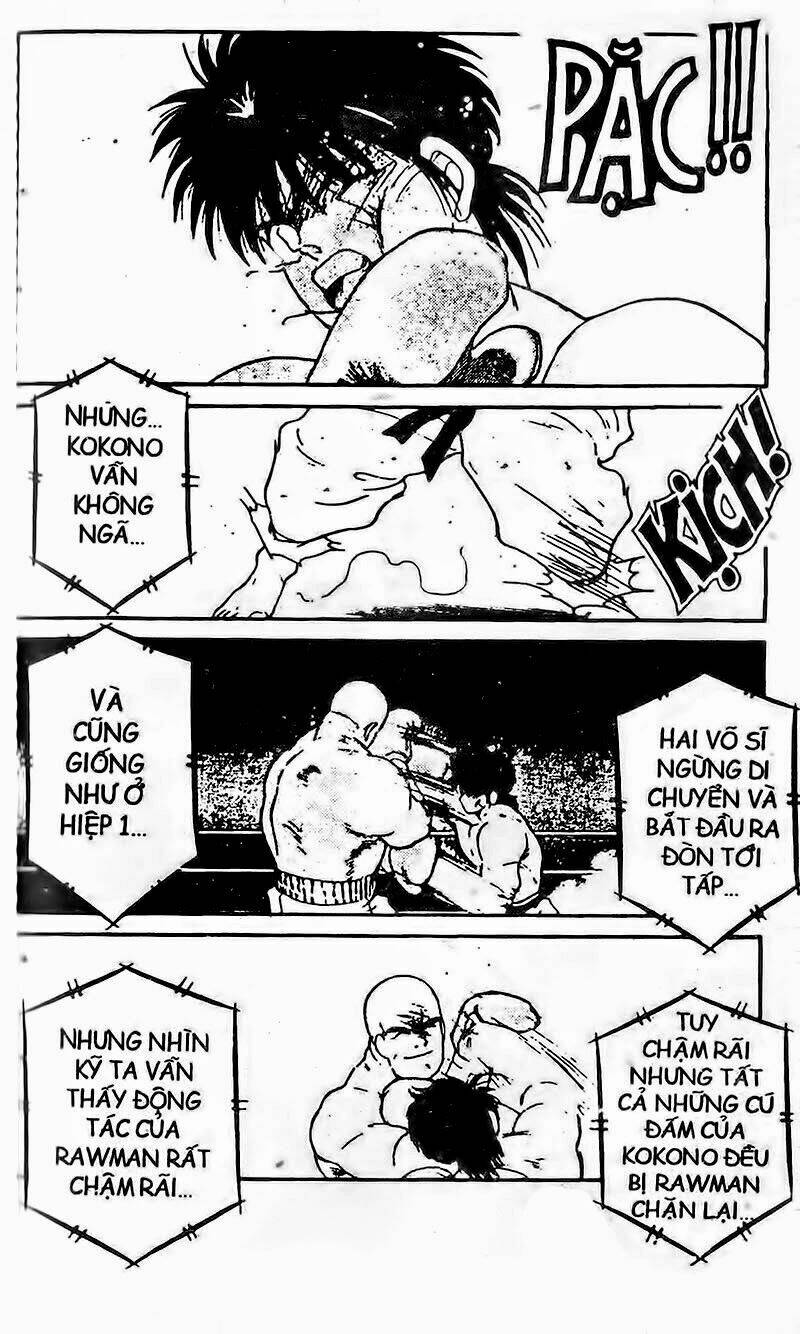 PẶC!!
NHỨNG...
KOKONO
VẪN
KHÔNG
NGÃ...
KỊCH!
VÀ
CŨNG
GIỐNG
NHƯ Ở
HIỆP 1...
HAI VÕ SĨ
NGỪNG DI
CHUYỂN VÀ
BẮT ĐẦU RA
ĐÒN TỚI
TẤP...
NHƯNG NHÌN
KỸ TA VẪN
THẤY ĐỘNG
TÁC CỦA
RAWMAN RẤT
CHẬM RÃI...
TUY
CHẬM RÃI
NHƯNG TẤT
CẢ NHỮNG CÚ
ĐẤM CỦA
KOKONO ĐỀU
BỊ RAWMAN
CHẶN LẠI...